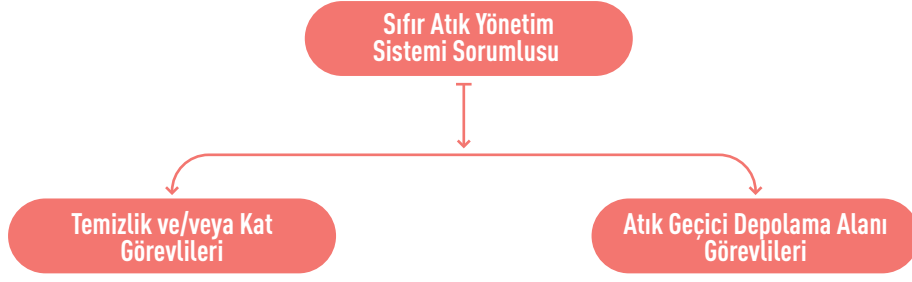 Sıfır Atık Yönetim
Sistemi Sorumlusu
Temizlik ve/veya Kat
Görevlileri
Atık Geçici Depolama Alanı
Görevlileri